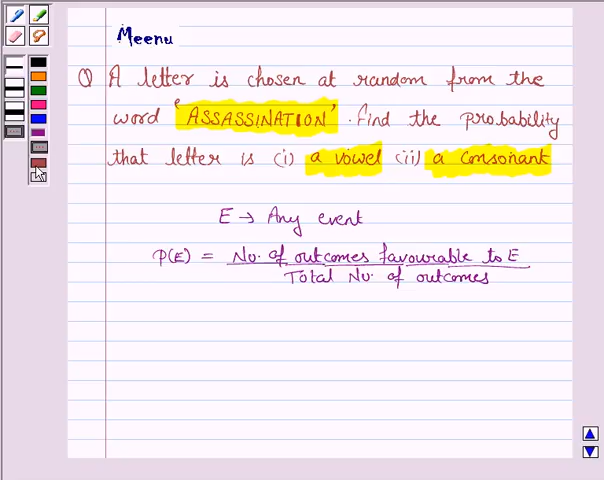 Meenu
Q A letter is chosen at random from the
word 'ASSASSINATION'. Find the probability
that letter is (i) a vowel (ii) a consonant
E → Any event
P(E) = No. of outcomes favourable to E
Total No. of outcomes